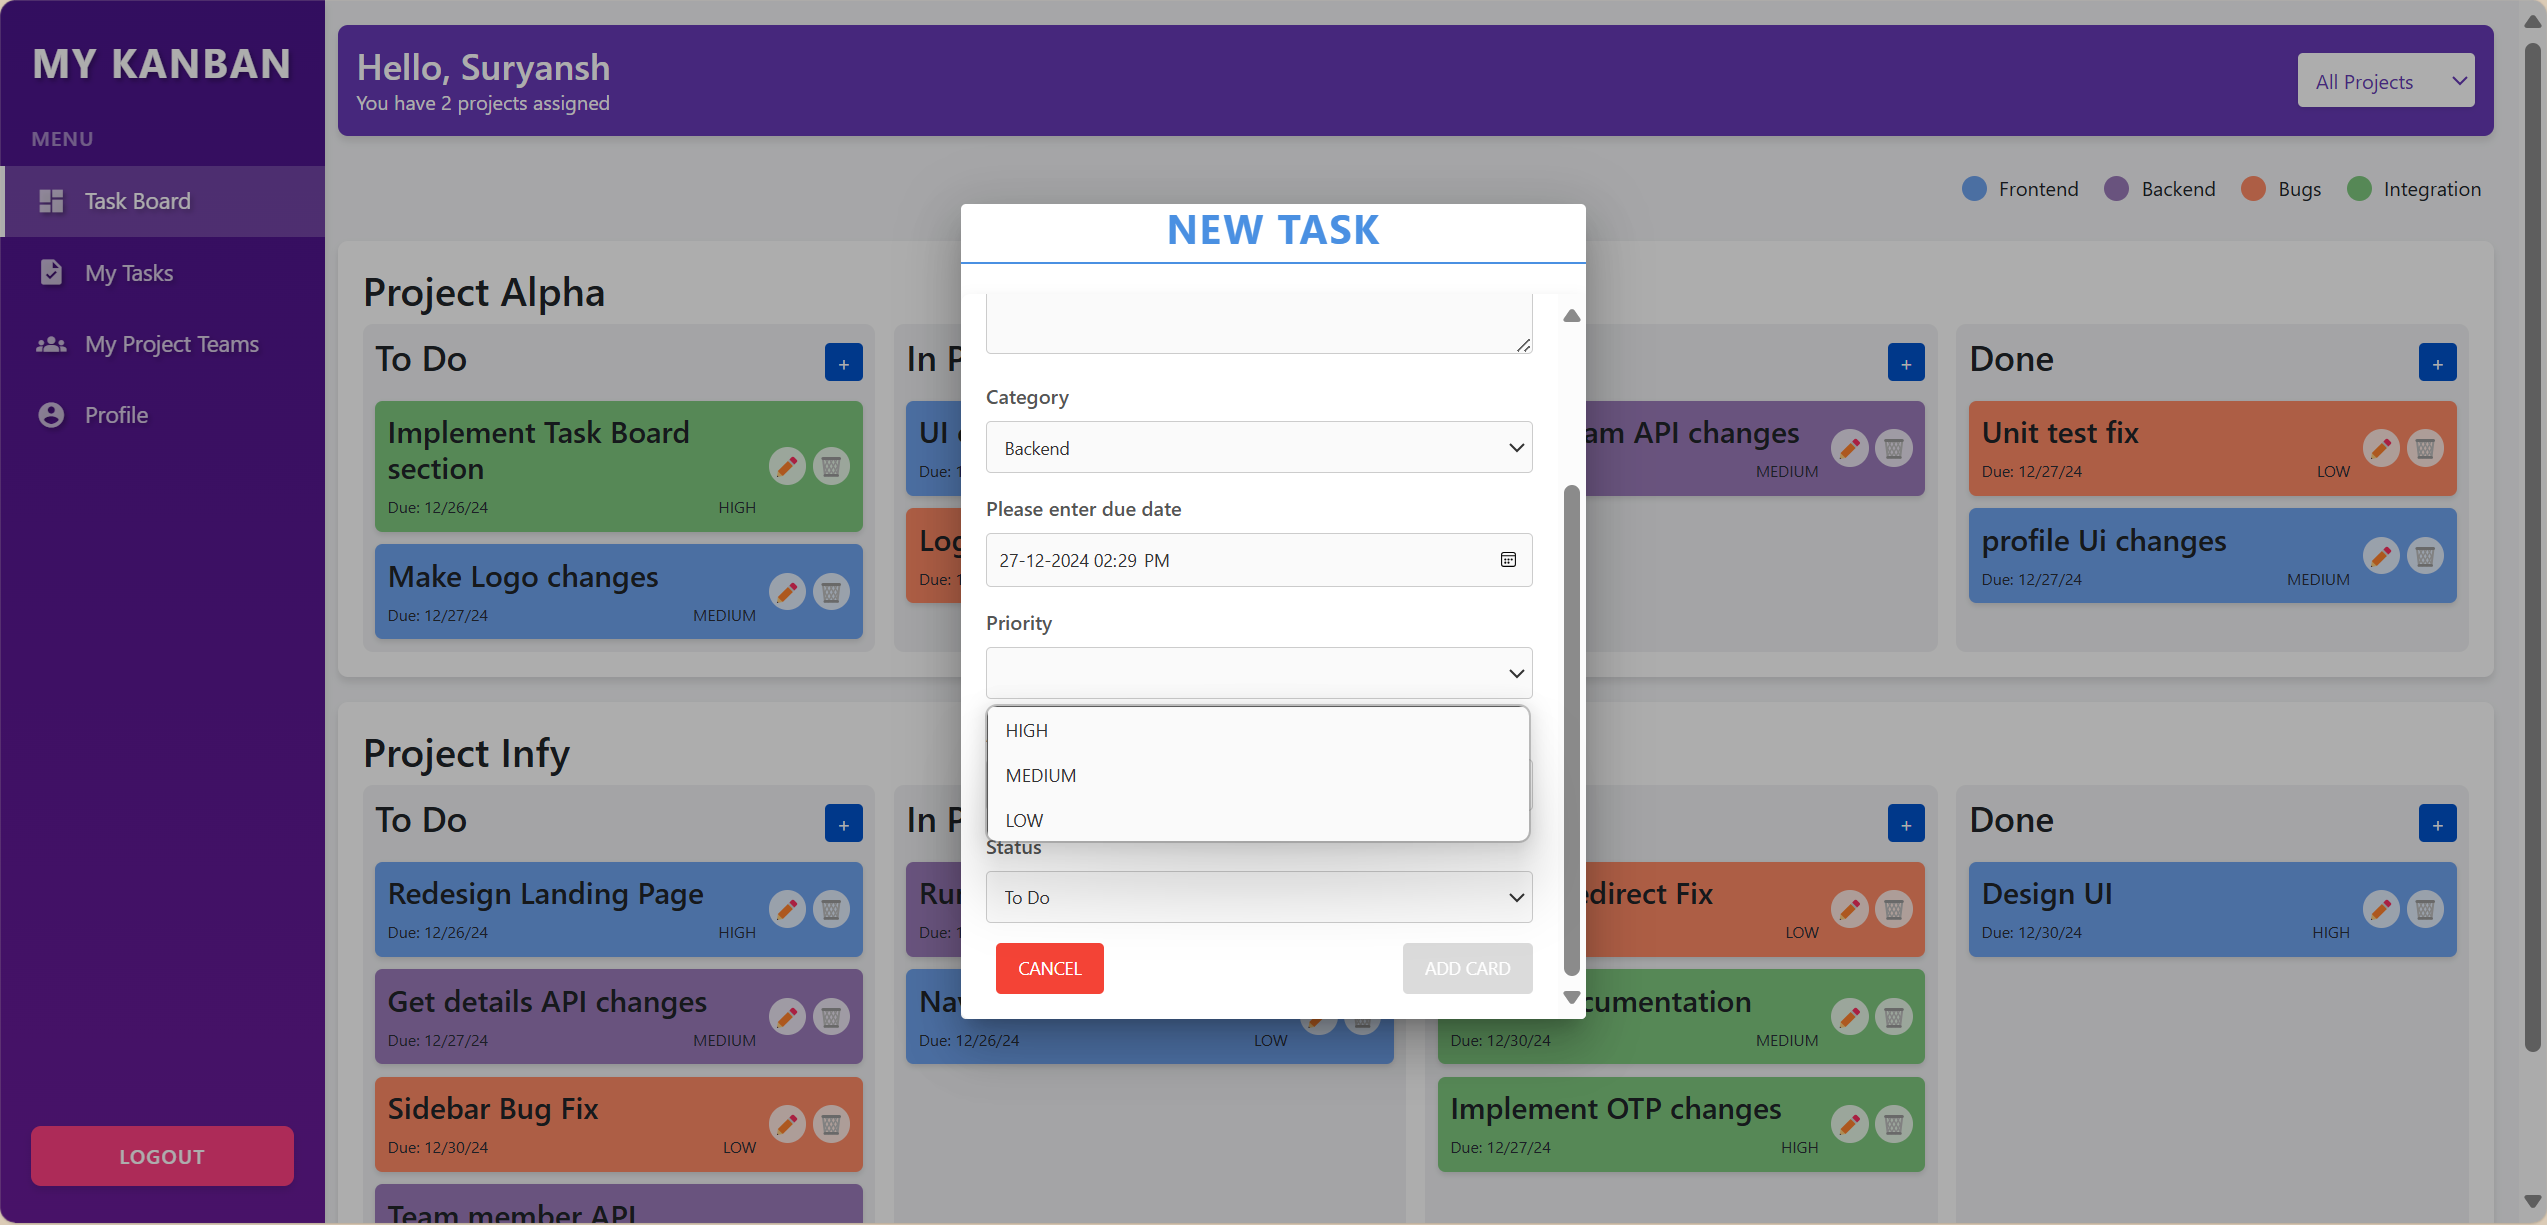 MY KANBAN
MENU
Task Board
My Tasks
My Project Teams
Profile
LOGOUT
Hello, Suryansh
You have 2 projects assigned
All Projects
Frontend
Backend
Bugs
Integration
Project Alpha
To Do
+
Implement Task Board
section
Due: 12/26/24
HIGH
Make Logo changes
Due: 12/27/24
MEDIUM
In P
UI
Due: 1
Log
Due: 1
+
am API changes
MEDIUM
Done
+
Unit test fix
Due: 12/27/24
LOW
profile Ui changes
Due: 12/27/24
MEDIUM
Project Infy
To Do
+
Redesign Landing Page
Due: 12/26/24
HIGH
Get details API changes
Due: 12/27/24
MEDIUM
Sidebar Bug Fix
Due: 12/30/24
LOW
Team member API
In P
Run
Due: 1
Nav
Due: 12/26/24
LOW
+
edirect Fix
LOW
cumentation
Due: 12/30/24
MEDIUM
Implement OTP changes
Due: 12/27/24
HIGH
Done
+
Design UI
Due: 12/30/24
HIGH
NEW TASK
Category
Backend
Please enter due date
27-12-2024 02:29 PM
Priority
HIGH
MEDIUM
LOW
Status
To Do
CANCEL
ADD CARD